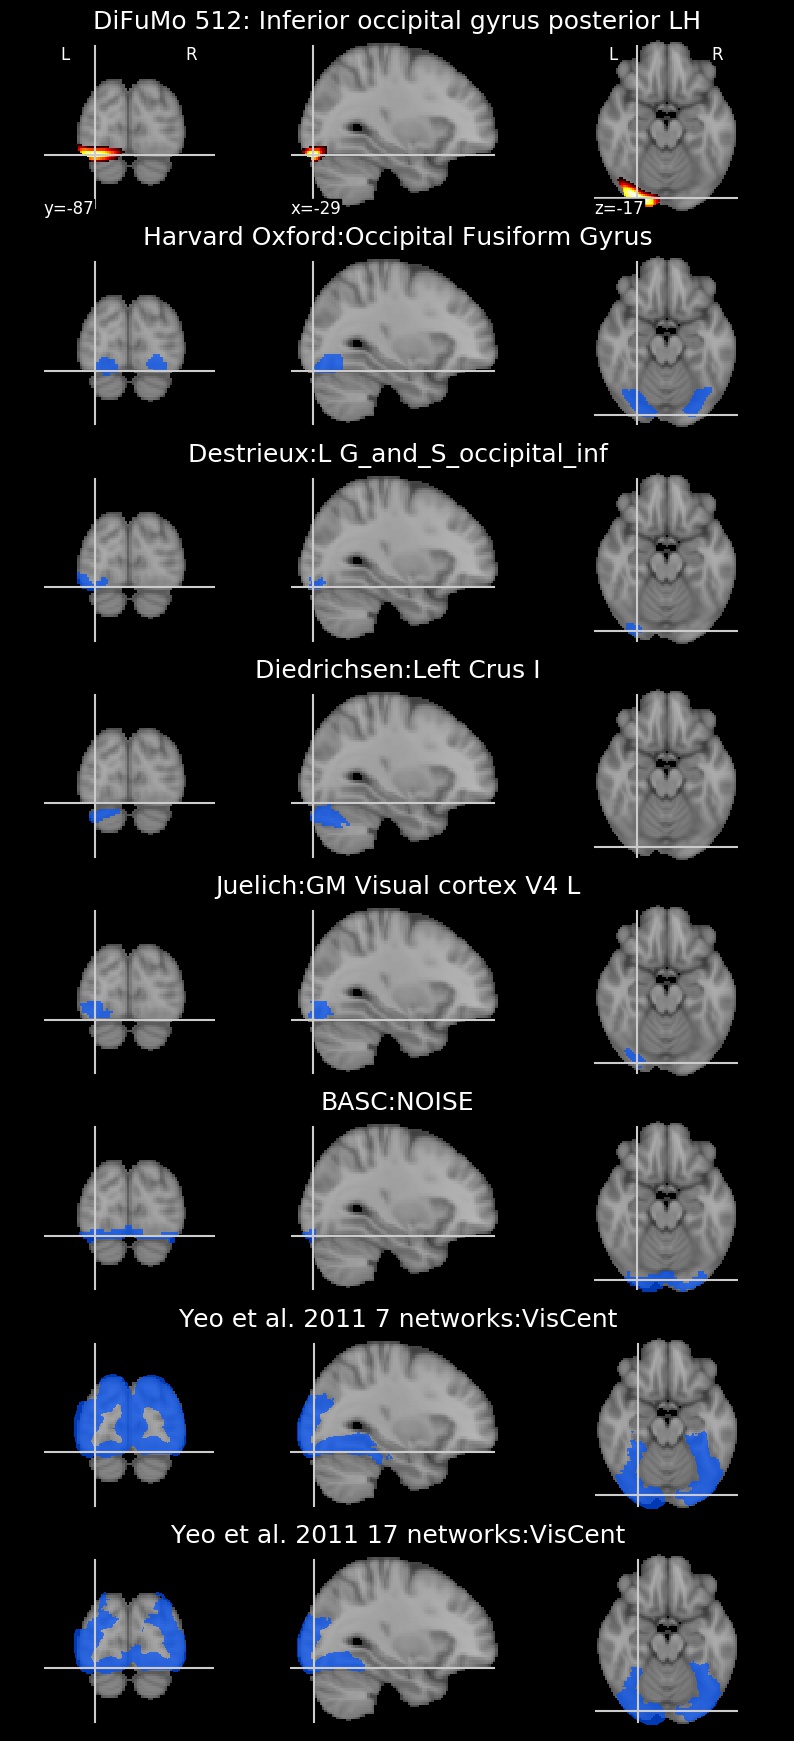 DiFuMo 512: Inferior occipital gyrus posterior LH
L R L R
y=-87 x=-29 z=-17
Harvard Oxford:Occipital Fusiform Gyrus
Destrieux:L G_and_S_occipital_inf
Diedrichsen:Left Crus I
Juelich:GM Visual cortex V4 L
BASC:NOISE
Yeo et al. 2011 7 networks:VisCent
Yeo et al. 2011 17 networks:VisCent